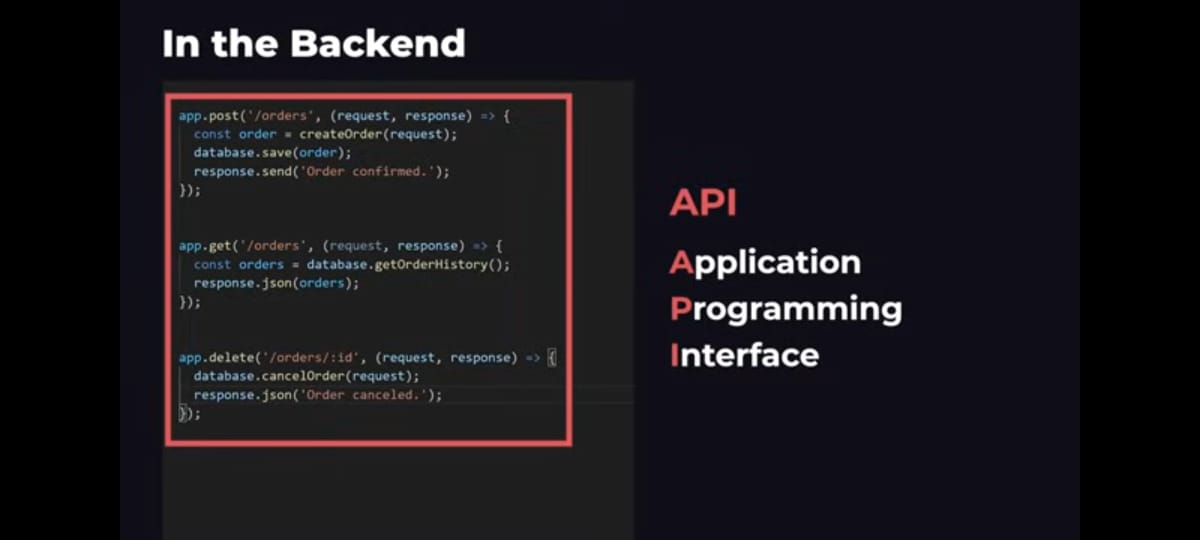 In the Backend
app.post('/orders', (request, response) => {
  const order = createOrder(request);
  database.save(order);
  response.send('Order confirmed.');
});
app.get('/orders', (request, response) => {
  const orders = database.getOrderHistory();
  response.json(orders);
});
app.delete('/orders/:id', (request, response) => {
  database.cancelOrder(request);
  response.json('Order canceled.');
});
API
Application
Programming
Interface